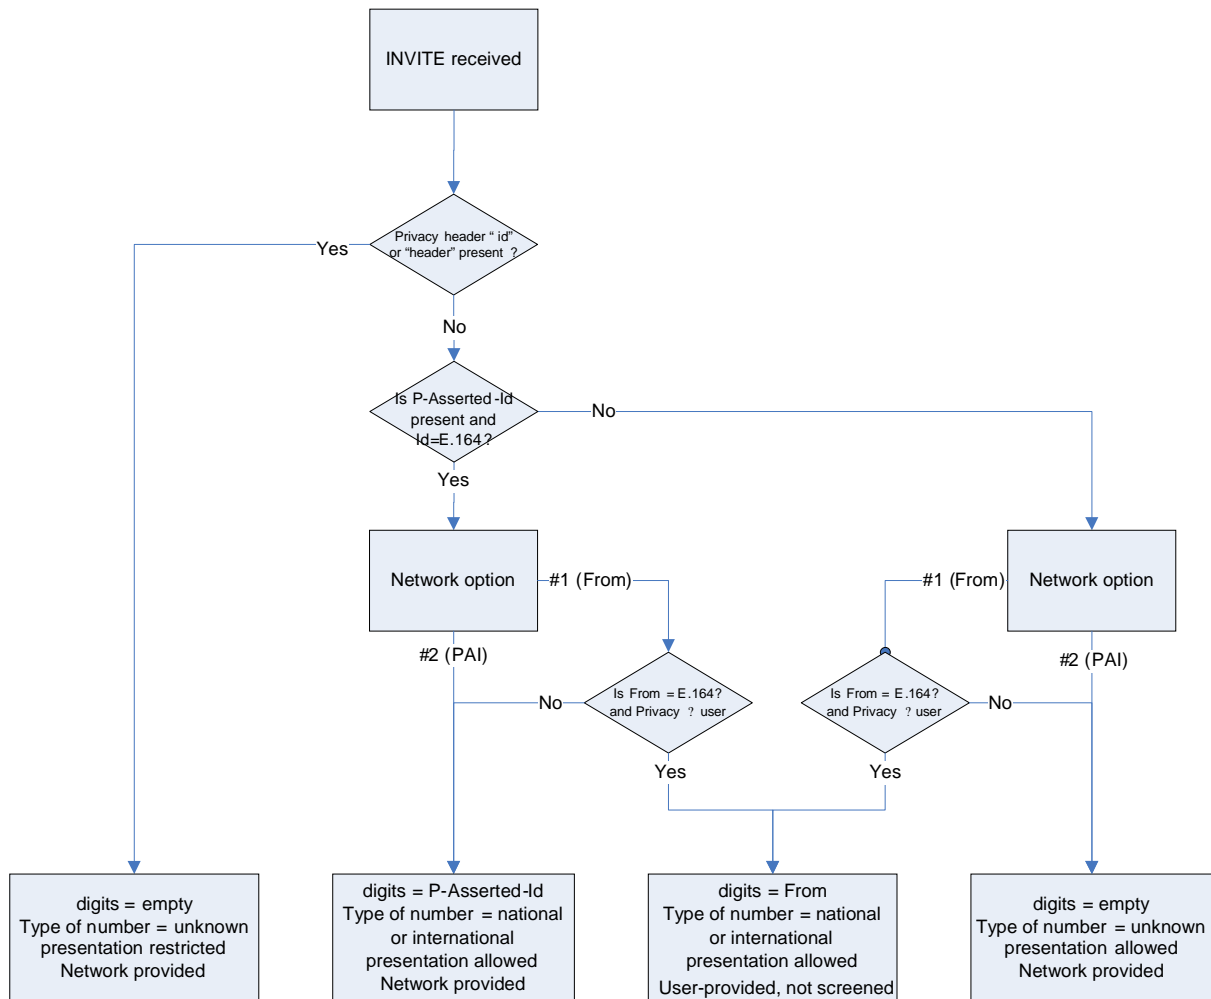 INVITE received
Privacy header “ id”
or “header” present ?
Yes
No
Is P-Asserted-Id
present and
Id=E.164?
No
Yes
Network option
#1 (From)
#2 (PAI)
#1 (From)
Network option
#2 (PAI)
Is From = E.164?
and Privacy ? user
No
Yes
Is From = E.164?
and Privacy ? user
No
Yes
digits = empty
Type of number = unknown
presentation restricted
Network provided
digits = P-Asserted-Id
Type of number = national
or international
presentation allowed
Network provided
digits = From
Type of number = national
or international
presentation allowed
User-provided, not screened
digits = empty
Type of number = unknown
presentation allowed
Network provided